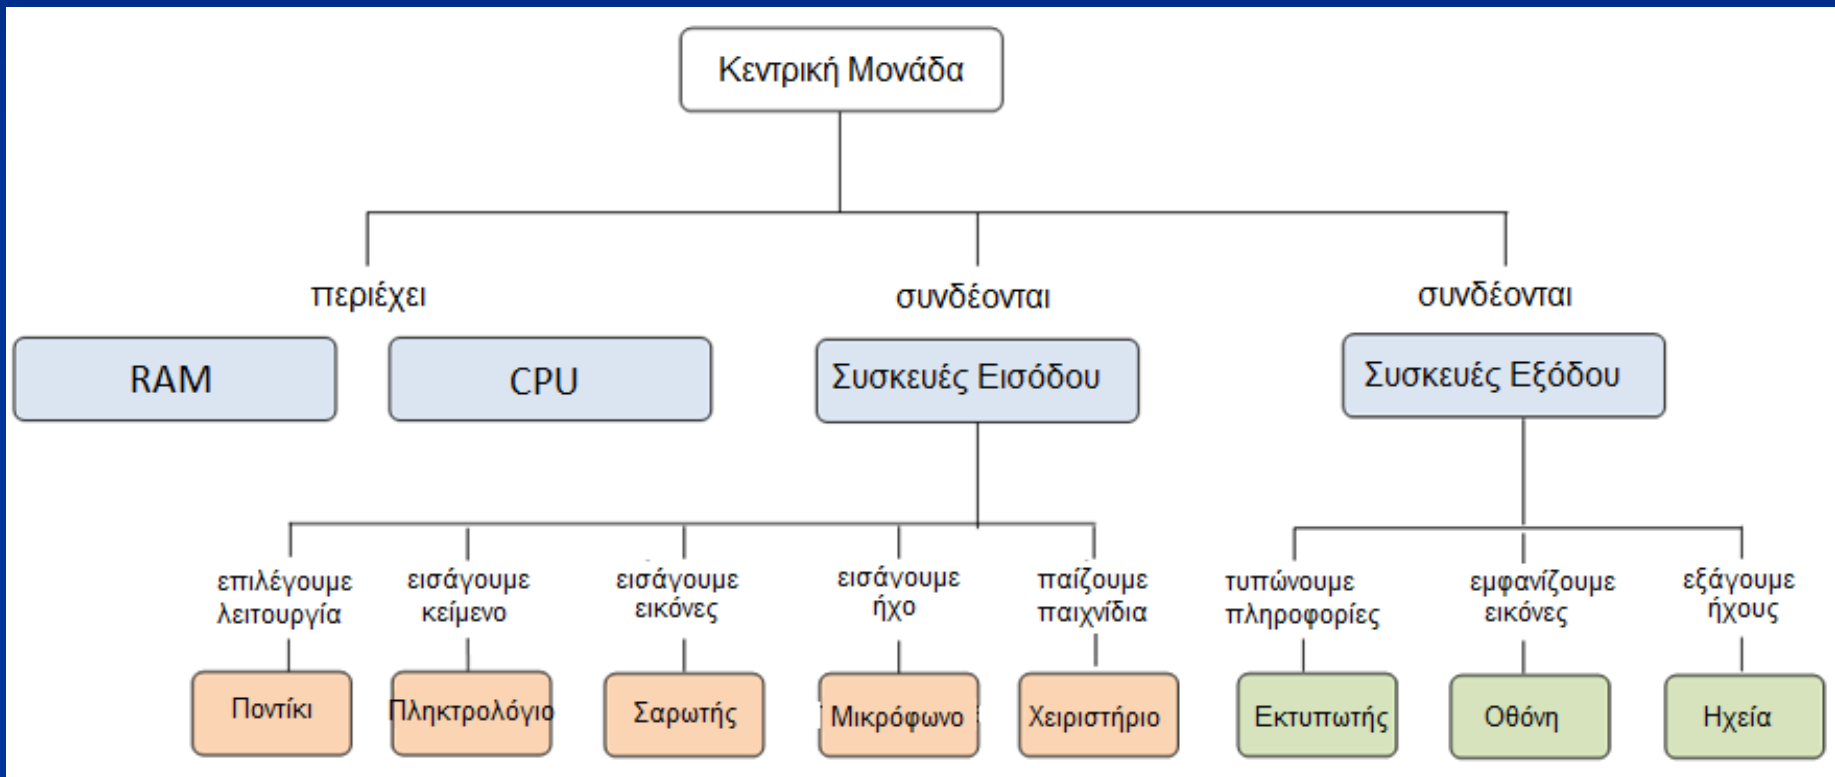 Κεντρική Μονάδα
περιέχει
συνδέονται
συνδέονται
RAM
CPU
Συσκευές Εισόδου
Συσκευές Εξόδου
επιλέγουμε
λειτουργία
εισάγουμε
κείμενο
εισάγουμε
εικόνες
εισάγουμε
ήχο
παίζουμε
παιχνίδια
τυπώνουμε
πληροφορίες
εμφανίζουμε
εικόνες
εξάγουμε
ήχους
Ποντίκι
Πληκτρολόγιο
Σαρωτής
Μικρόφωνο
Χειριστήριο
Εκτυπωτής
Οθόνη
Ηχεία